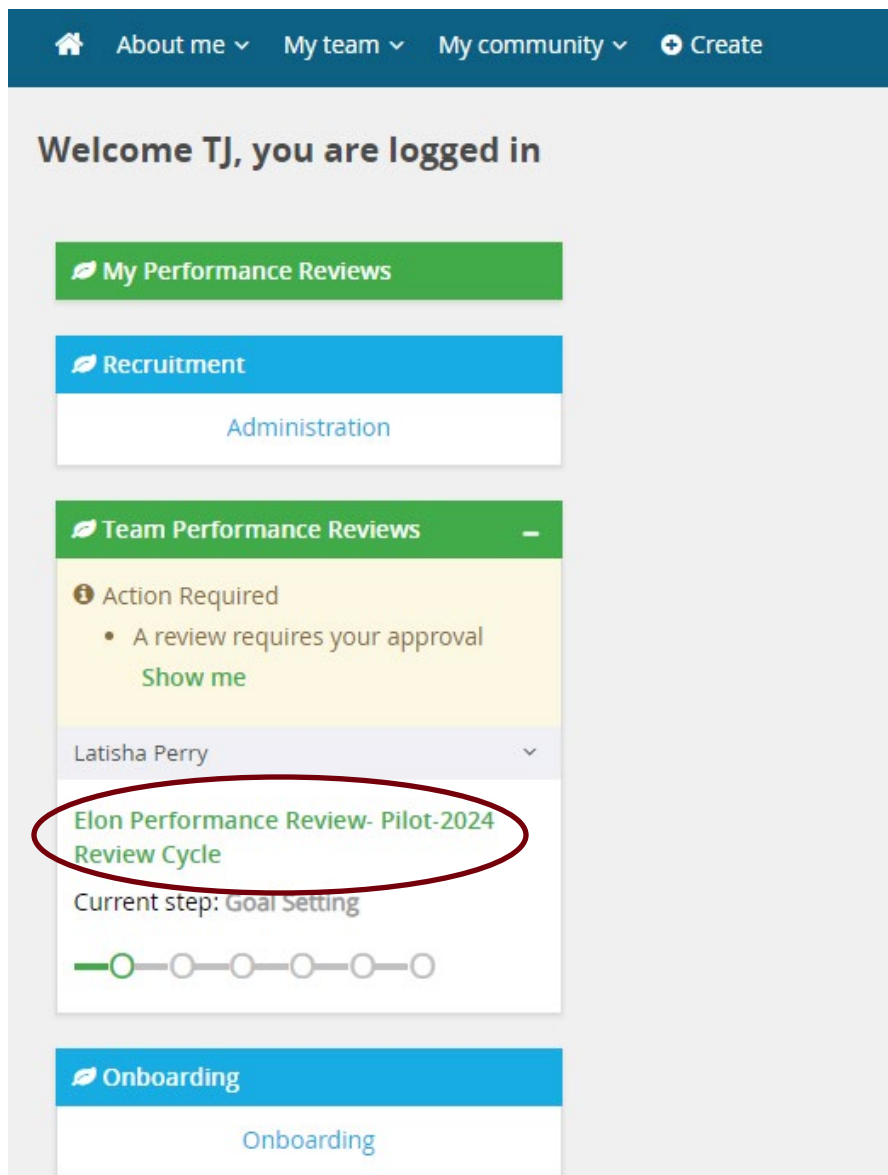 About me My team My community Create
Welcome TJ, you are logged in
My Performance Reviews
Recruitment
Administration
Team Performance Reviews
Action Required
• A review requires your approval
Show me
Latisha Perry
Elon Performance Review- Pilot-2024
Review Cycle
Current step: Goal Setting
Onboarding
Onboarding